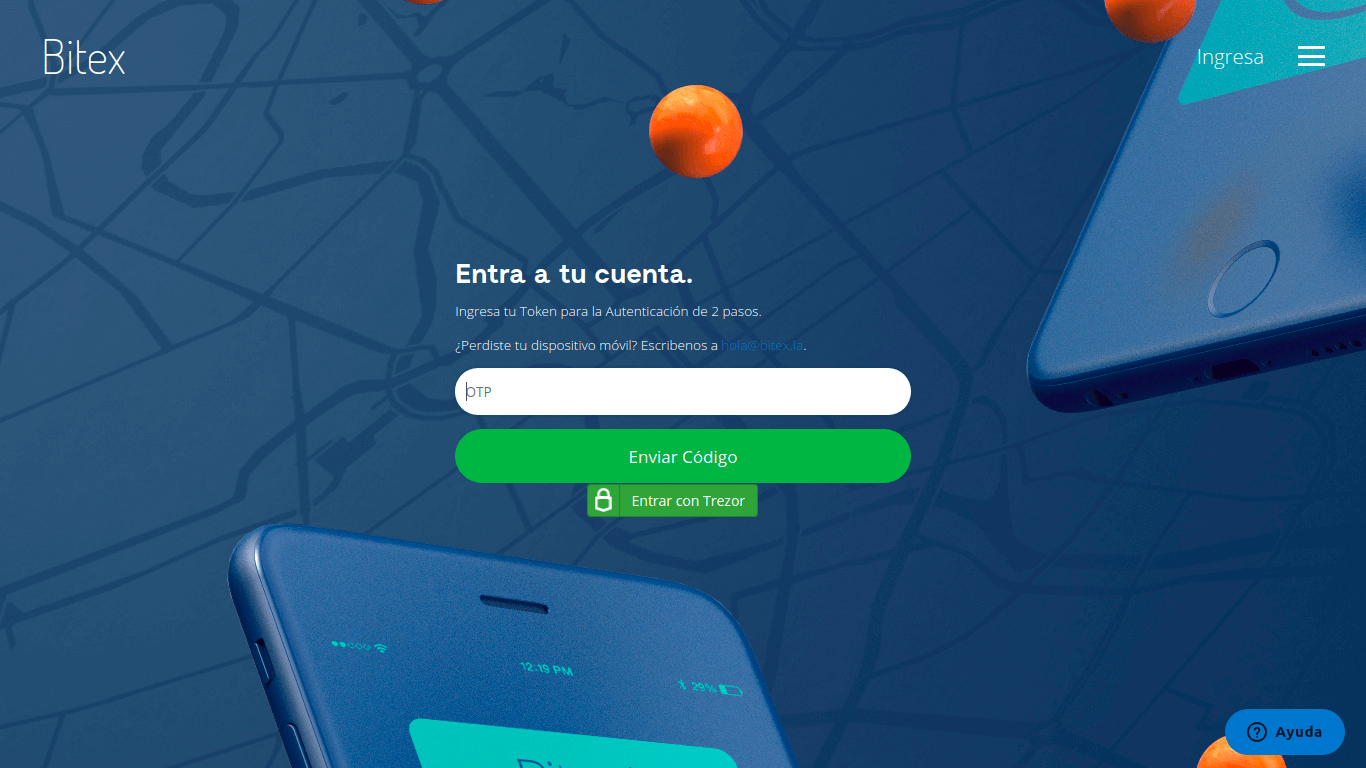 Bitex
Ingresa
Entra a tu cuenta.
Ingresa tu Token para la Autenticación de 2 pasos.
¿Perdiste tu dispositivo móvil? Escribenos a hola@bitex.la.
OTP
Enviar Código
Entrar con Trezor
12:19 PM
29%
Ayuda